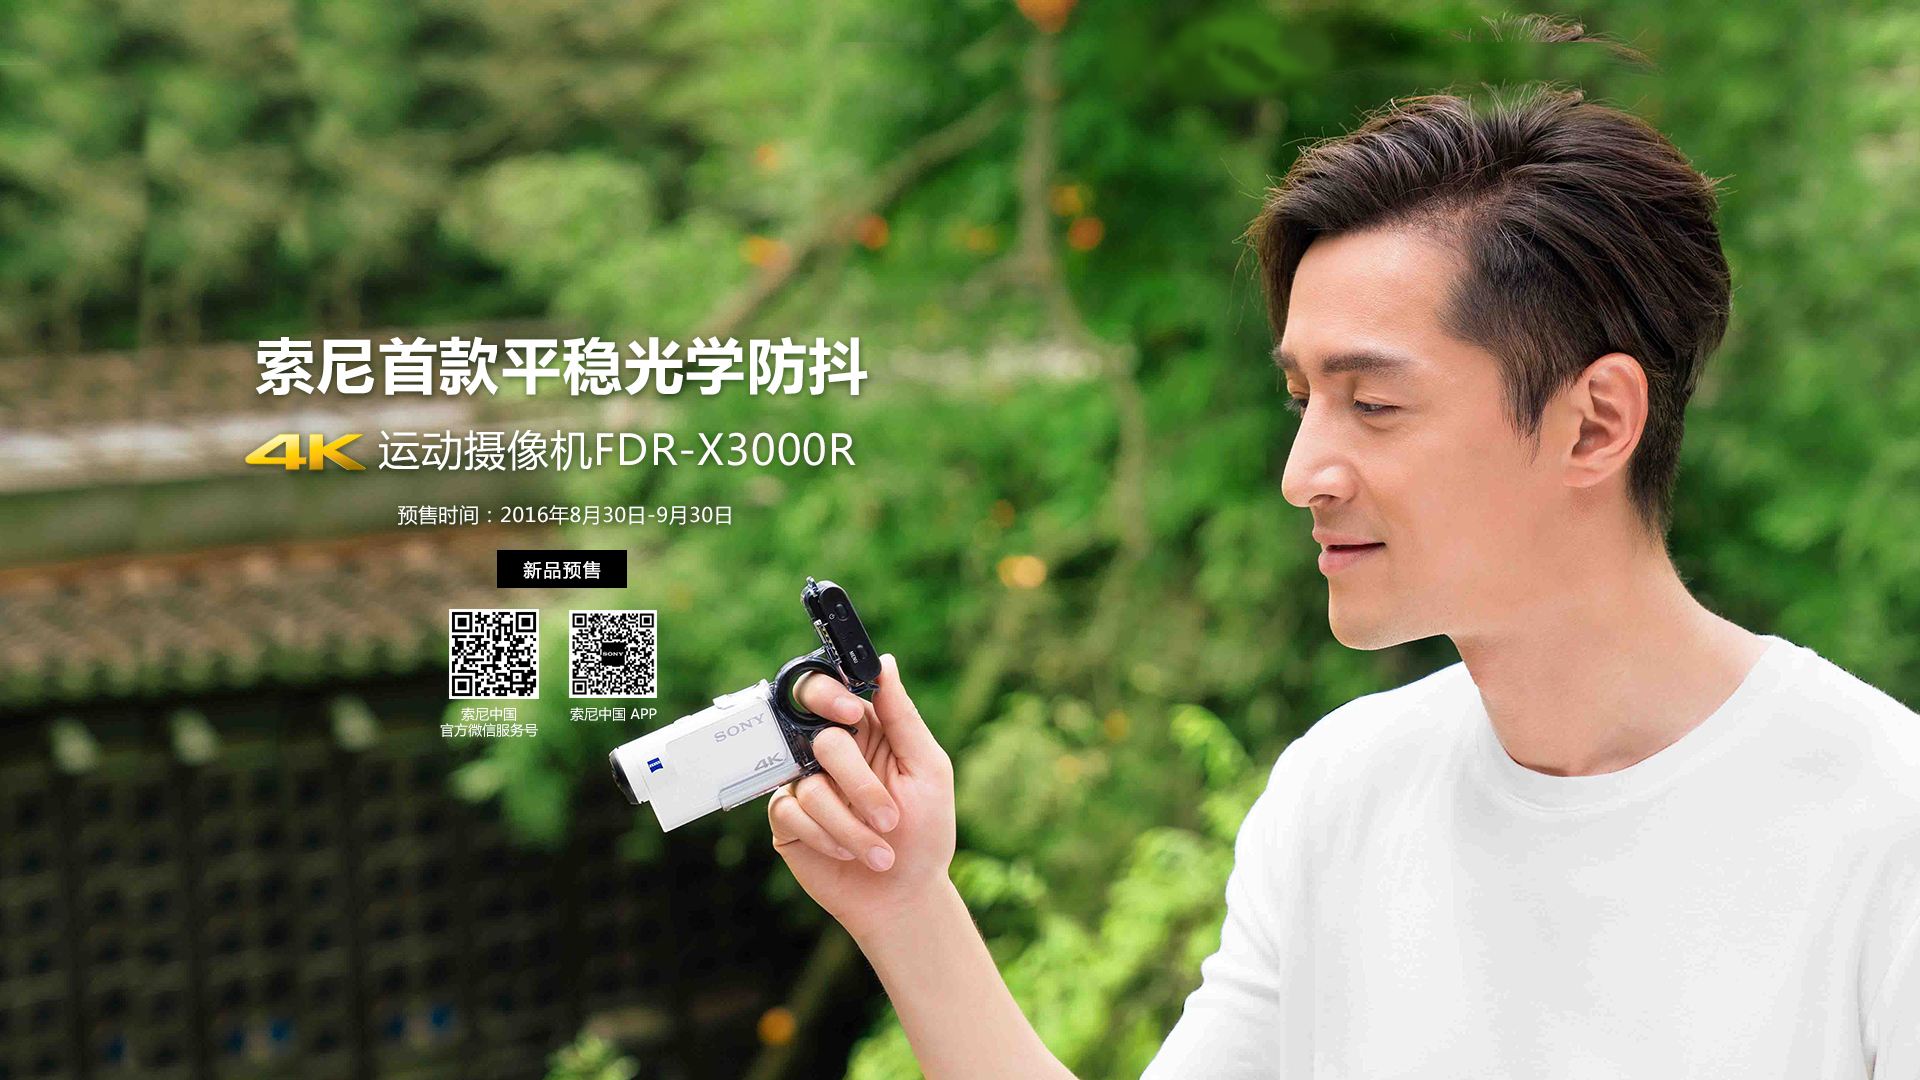 索尼首款平稳光学防抖
4K 运动摄像机FDR-X3000R
预售时间：2016年8月30日-9月30日
新品预售
SONY
索尼中国
官方微信服务号
索尼中国 APP
MENU
SONY
4K
ZEISS